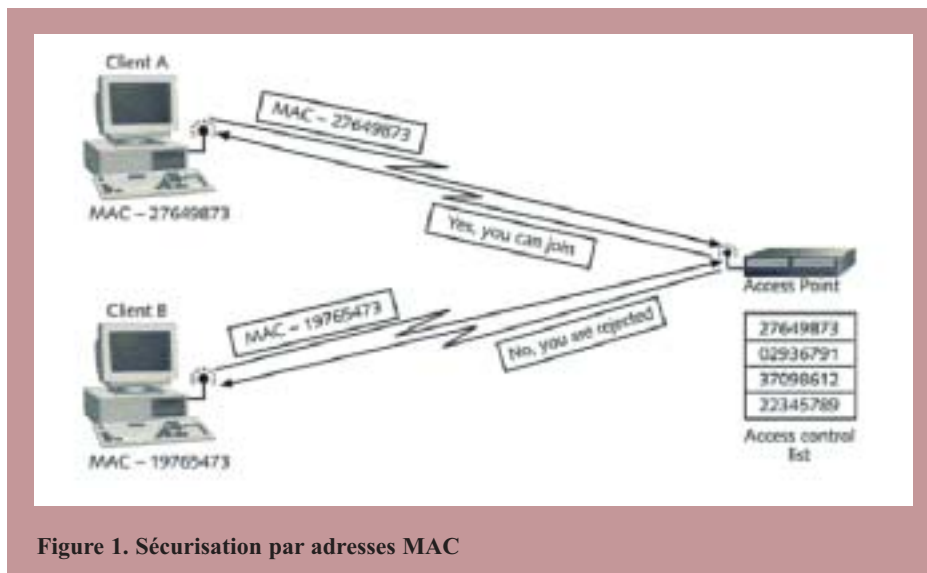 Client A
MAC – 27649873
MAC – 27649873
Yes, you can join
Access Point
Client B
MAC – 19765473
MAC – 19765473
No, you are rejected
27649873
02936791
37098612
22345789
Access control
list
Figure 1. Sécurisation par adresses MAC